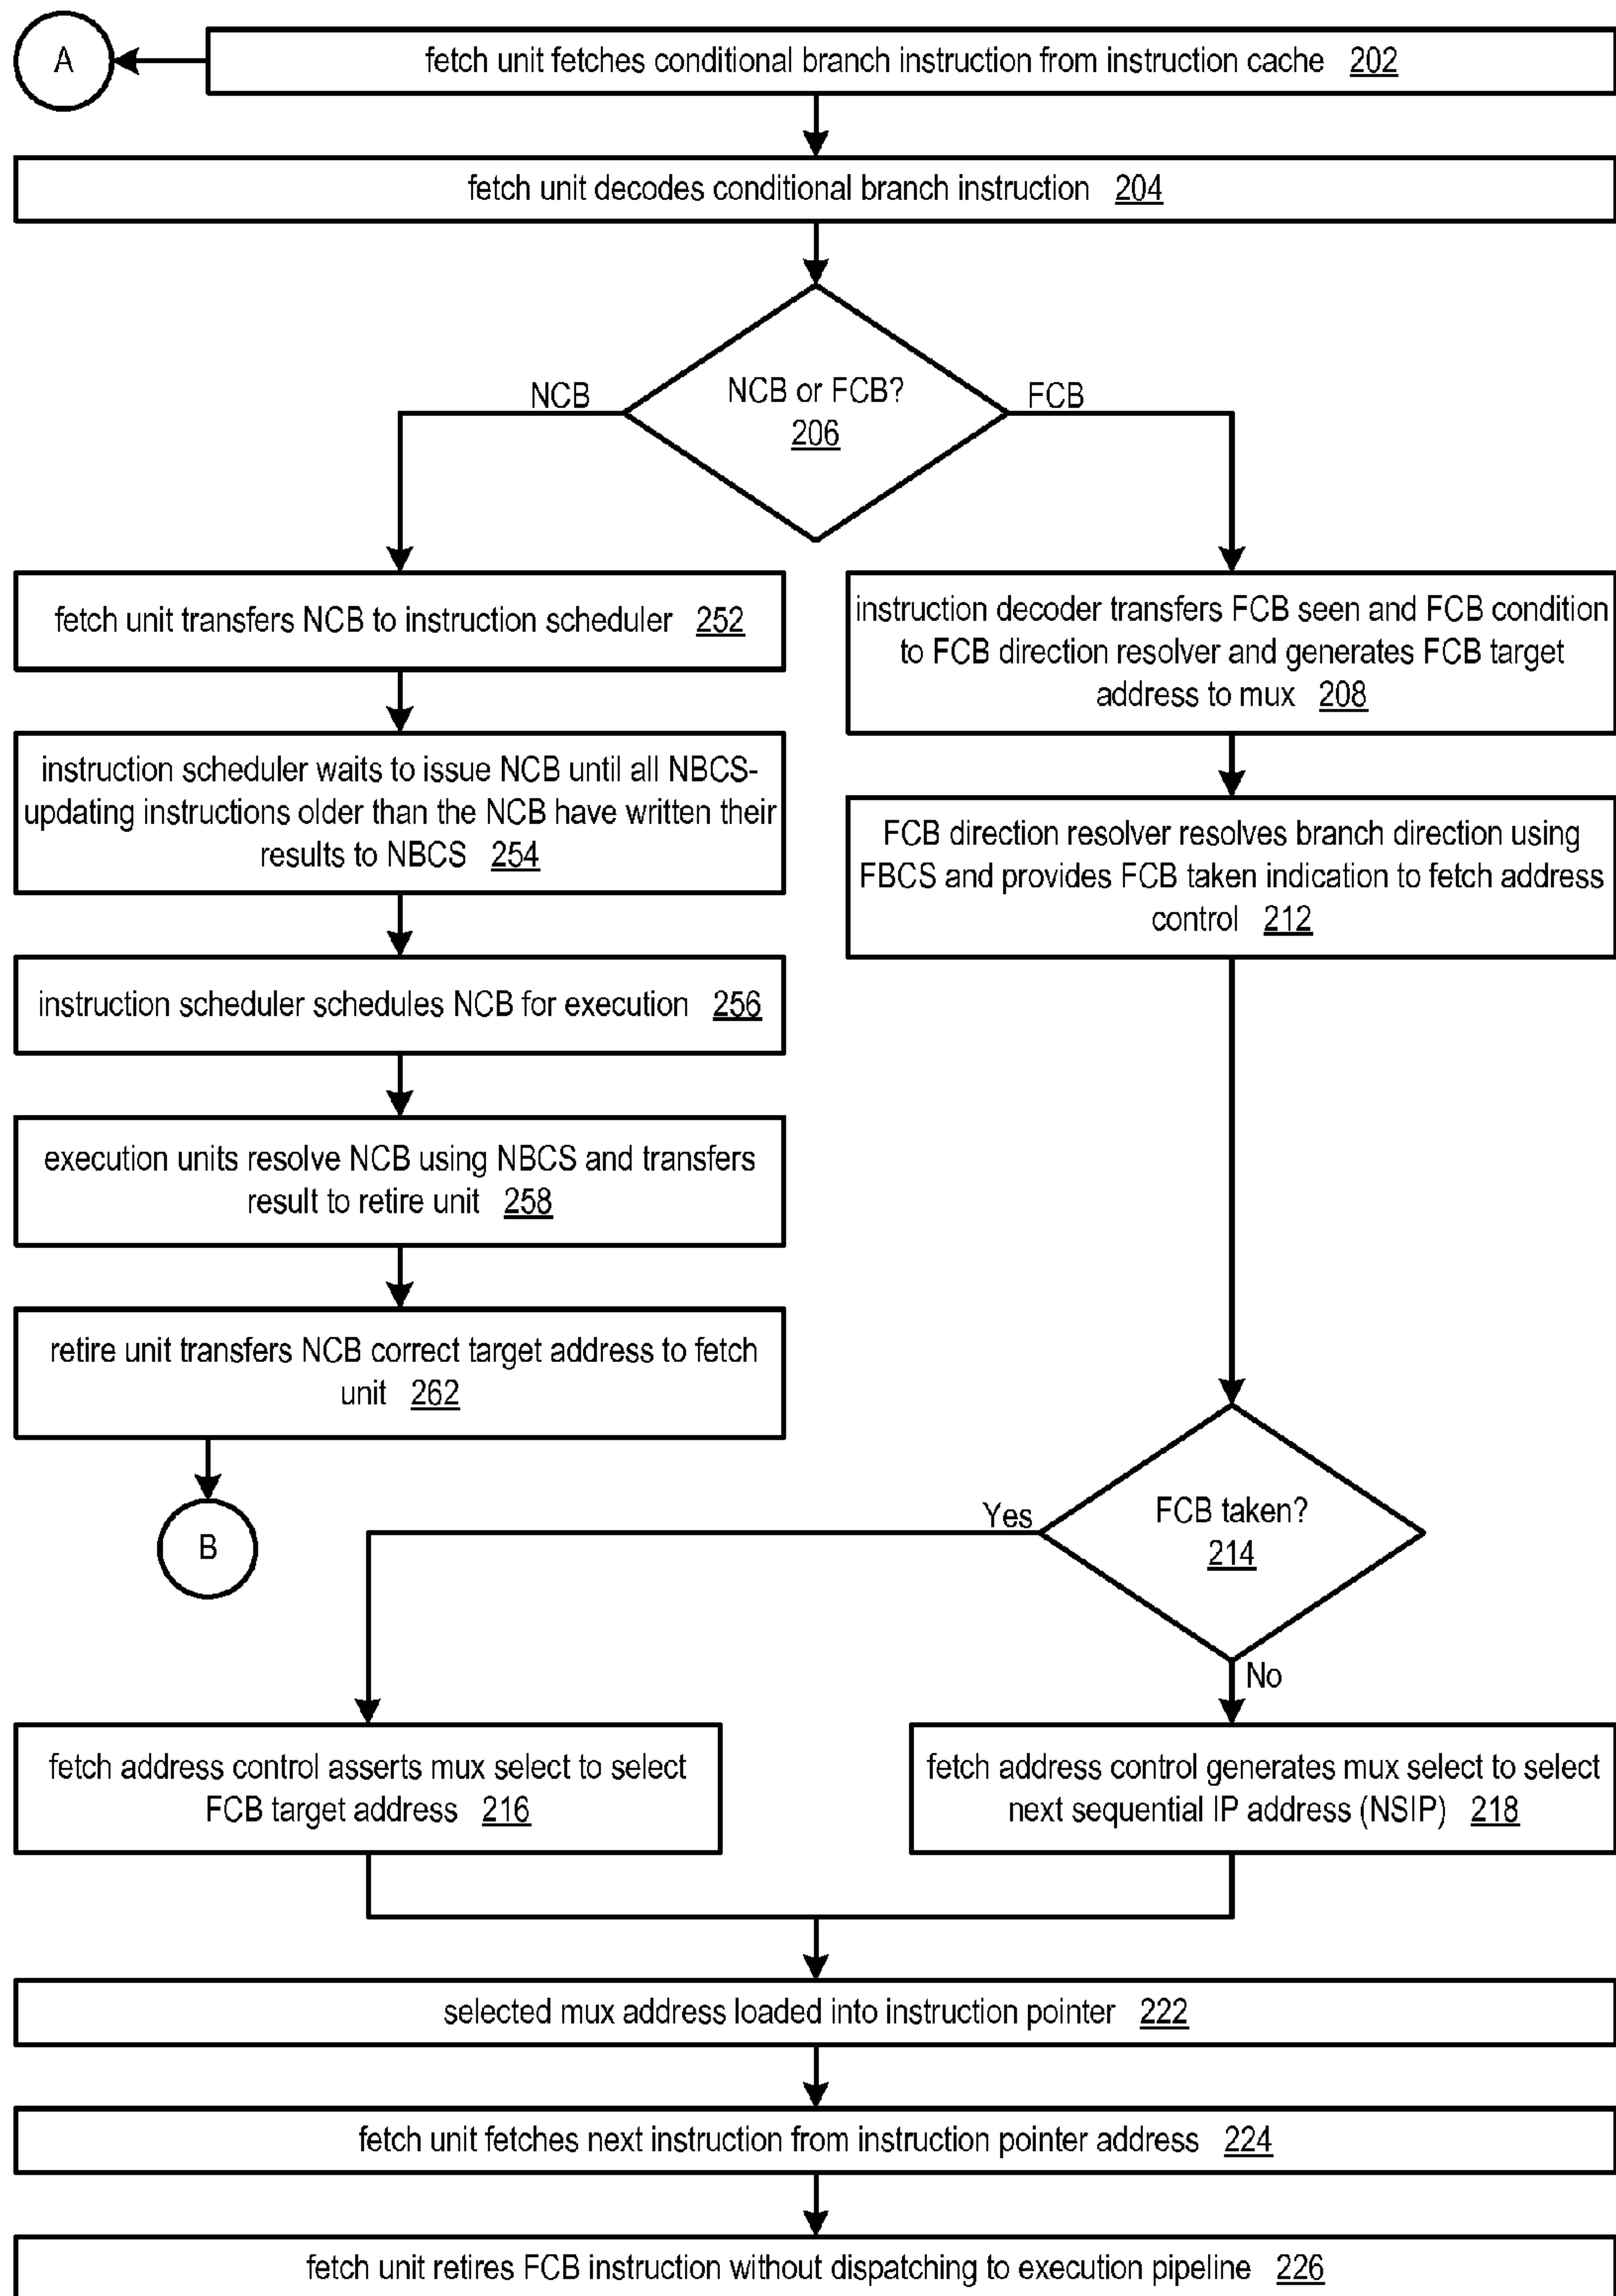 A
fetch unit fetches conditional branch instruction from instruction cache 202
fetch unit decodes conditional branch instruction 204
NCB or FCB?
206
NCB
FCB
fetch unit transfers NCB to instruction scheduler 252
instruction scheduler waits to issue NCB until all NBCS-
updating instructions older than the NCB have written their
results to NBCS 254
instruction scheduler schedules NCB for execution 256
execution units resolve NCB using NBCS and transfers
result to retire unit 258
retire unit transfers NCB correct target address to fetch
unit 262
B
instruction decoder transfers FCB seen and FCB condition
to FCB direction resolver and generates FCB target
address to mux 208
FCB direction resolver resolves branch direction using
FBCS and provides FCB taken indication to fetch address
control 212
FCB taken?
214
Yes
No
fetch address control asserts mux select to select
FCB target address 216
fetch address control generates mux select to select
next sequential IP address (NSIP) 218
selected mux address loaded into instruction pointer 222
fetch unit fetches next instruction from instruction pointer address 224
fetch unit retires FCB instruction without dispatching to execution pipeline 226